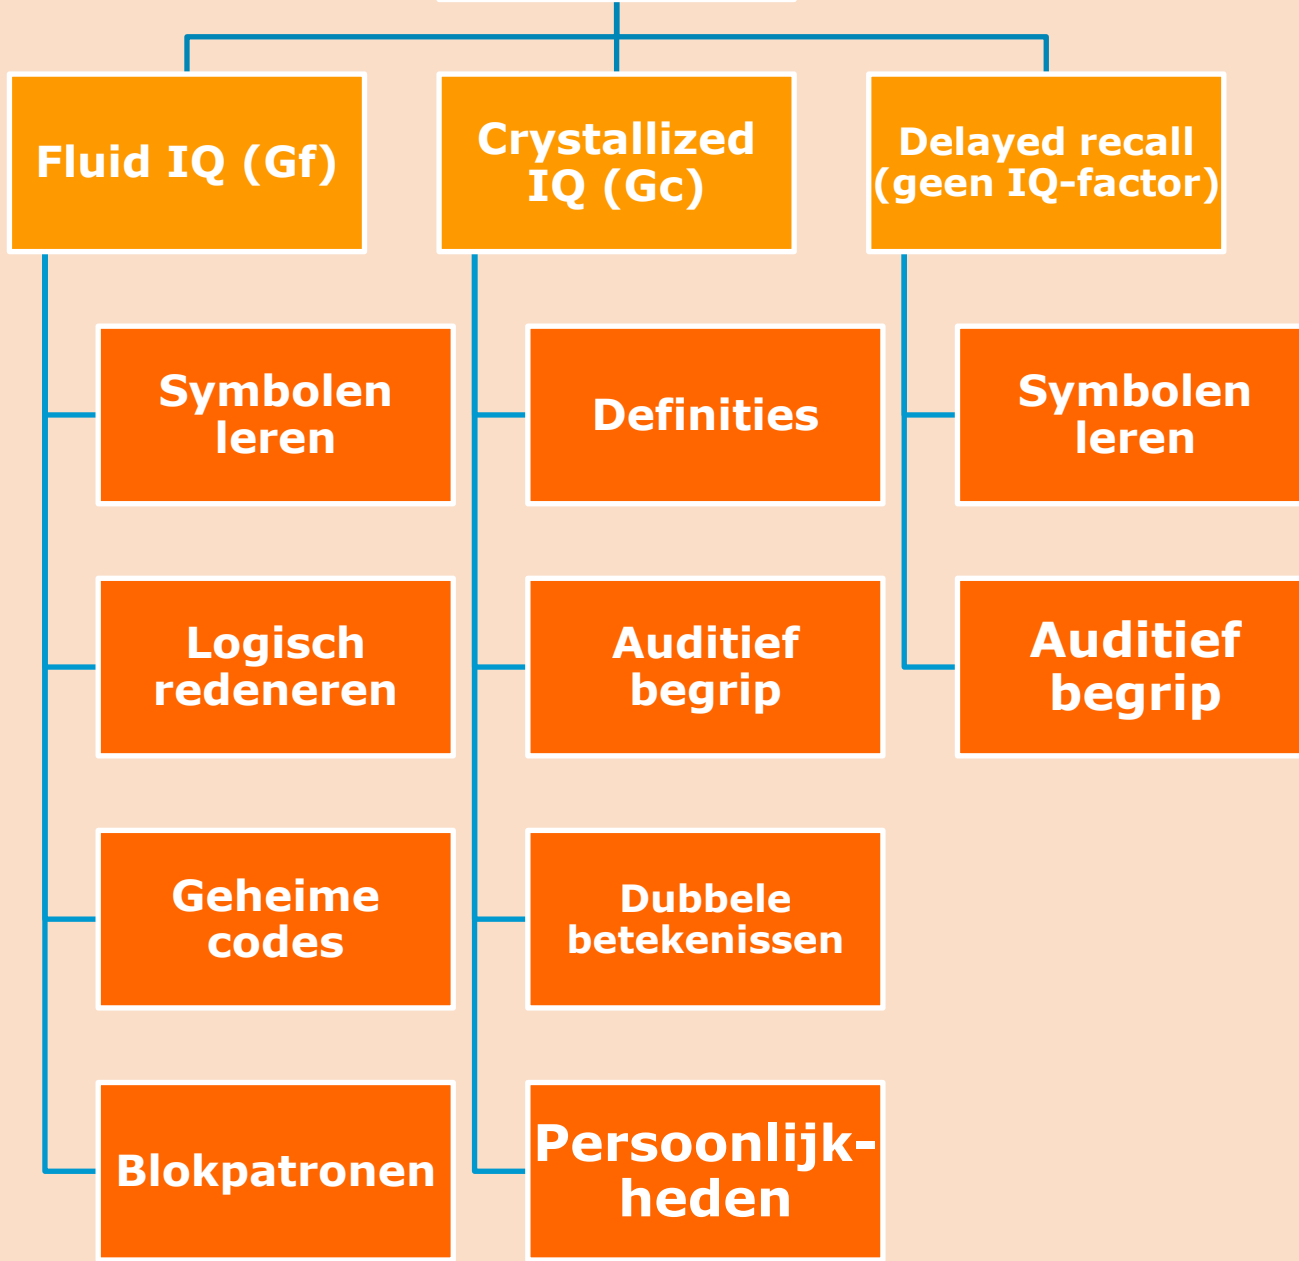 Fluid IQ (Gf)
Crystallized
IQ (Gc)
Delayed recall
(geen IQ-factor)
Symbolen
leren
Definities
Symbolen
leren
Logisch
redeneren
Auditief
begrip
Auditief
begrip
Geheime
codes
Dubbele
betekenissen
Blokpatronen
Persoonlijk-
heden